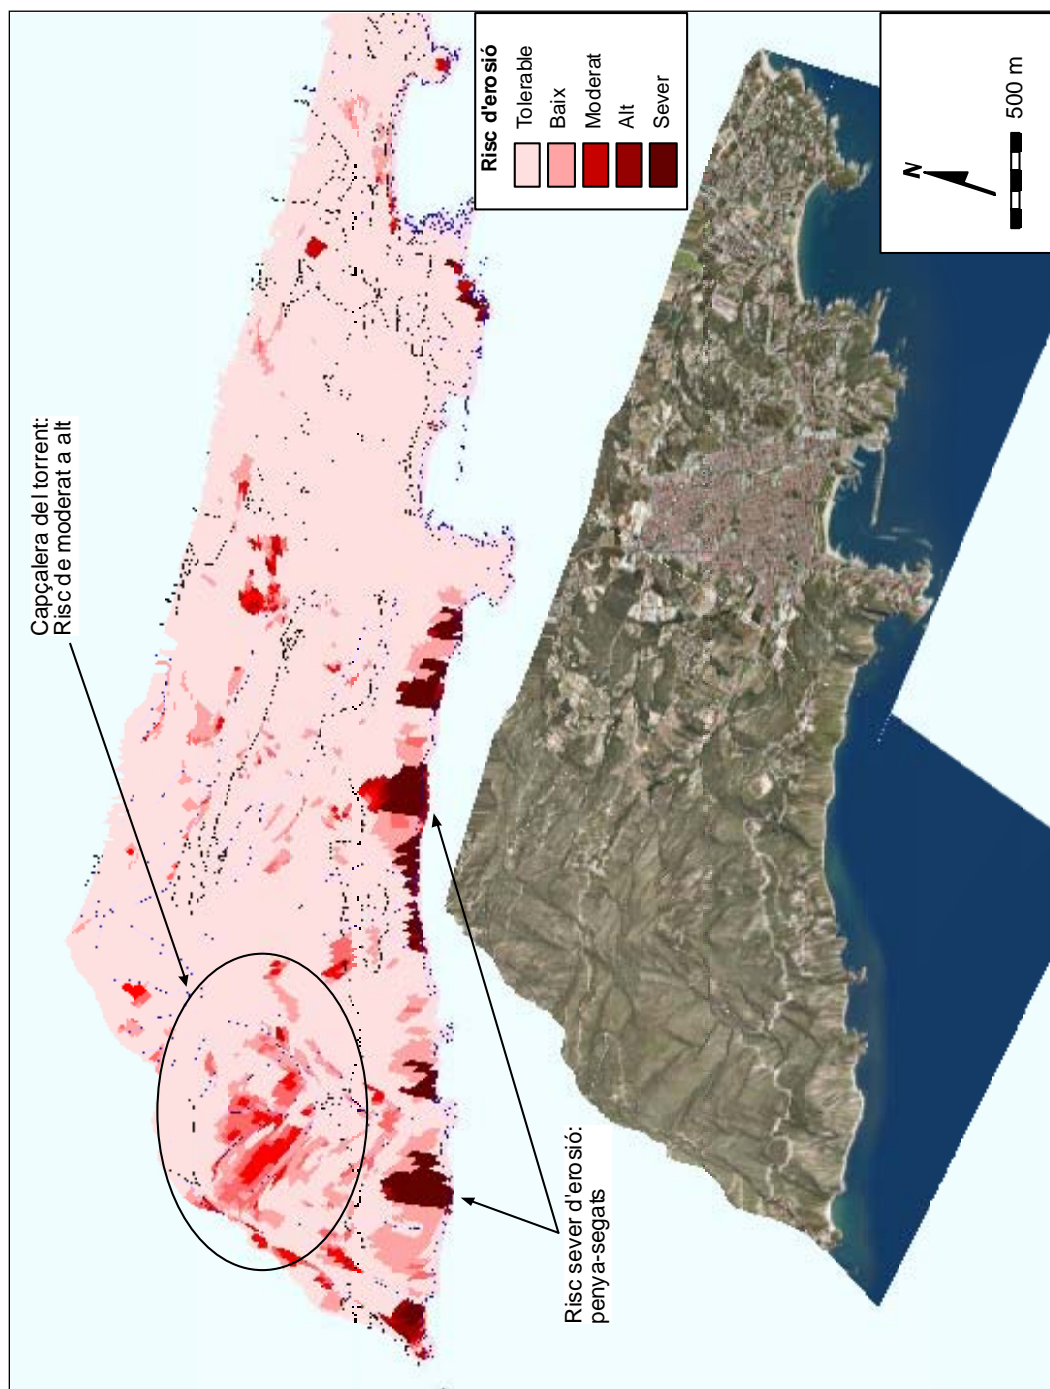 Capçalera del torrent:
Risc de moderat a alt
Risc d'erosió
Tolerable
Baix
Moderat
Alt
Sever
Risc sever d'erosió:
penya-segats
N
500 m